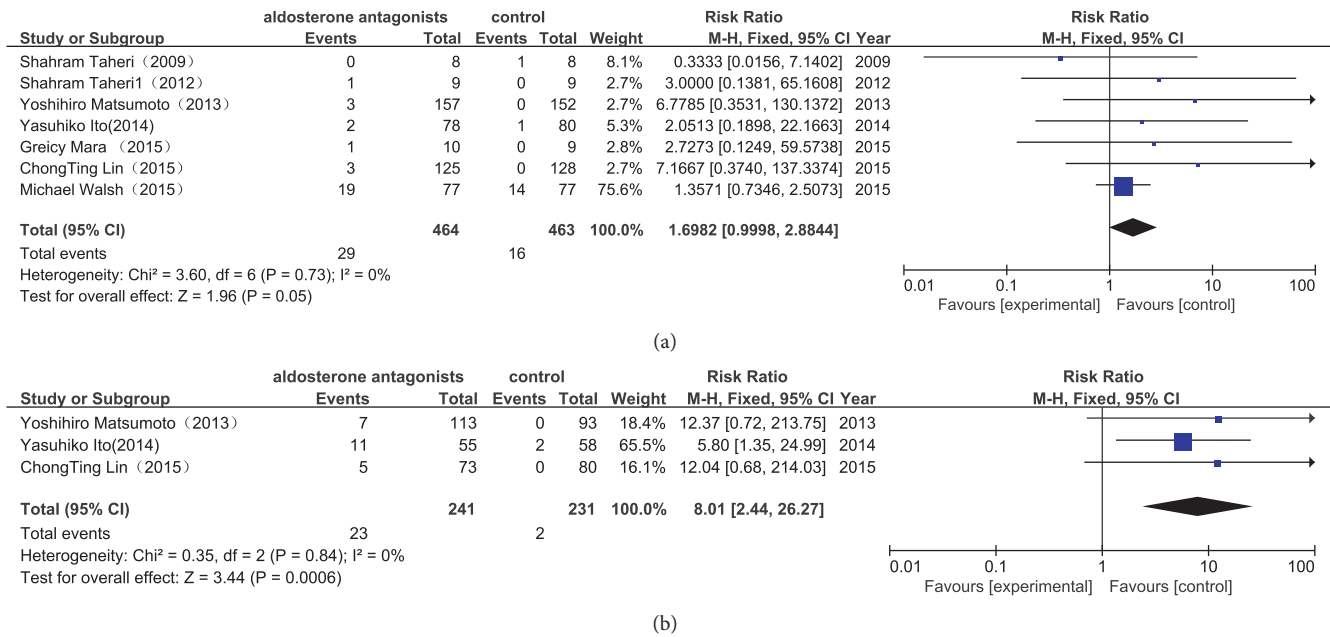 aldosterone antagonists control Risk Ratio Risk Ratio
Study or Subgroup Events Total Events Total Weight M-H, Fixed, 95% CI Year M-H, Fixed, 95% CI
Shahram Taheri（2009） 0 8 1 8 8.1% 0.3333 [0.0156, 7.1402] 2009
Shahram Taheri1（2012） 1 9 0 9 2.7% 3.0000 [0.1381, 65.1608] 2012
Yoshihiro Matsumoto（2013） 3 157 0 152 2.7% 6.7785 [0.3531, 130.1372] 2013
Yasuhiko Ito(2014) 2 78 1 80 5.3% 2.0513 [0.1898, 22.1663] 2014
Greicy Mara （2015） 1 10 0 9 2.8% 2.7273 [0.1249, 59.5738] 2015
ChongTing Lin（2015） 3 125 0 128 2.7% 7.1667 [0.3740, 137.3374] 2015
Michael Walsh（2015） 19 77 14 77 75.6% 1.3571 [0.7346, 2.5073] 2015
Total (95% CI) 464 463 100.0% 1.6982 [0.9998, 2.8844]
Total events 29 16
Heterogeneity: Chi² = 3.60, df = 6 (P = 0.73); I² = 0%
Test for overall effect: Z = 1.96 (P = 0.05)
0.01 0.1 1 10 100
Favours [experimental] Favours [control]
(a)
aldosterone antagonists control Risk Ratio Risk Ratio
Study or Subgroup Events Total Events Total Weight M-H, Fixed, 95% CI Year M-H, Fixed, 95% CI
Yoshihiro Matsumoto（2013） 7 113 0 93 18.4% 12.37 [0.72, 213.75] 2013
Yasuhiko Ito(2014) 11 55 2 58 65.5% 5.80 [1.35, 24.99] 2014
ChongTing Lin（2015） 5 73 0 80 16.1% 12.04 [0.68, 214.03] 2015
Total (95% CI) 241 231 100.0% 8.01 [2.44, 26.27]
Total events 23 2
Heterogeneity: Chi² = 0.35, df = 2 (P = 0.84); I² = 0%
Test for overall effect: Z = 3.44 (P = 0.0006)
0.01 0.1 1 10 100
Favours [experimental] Favours [control]
(b)